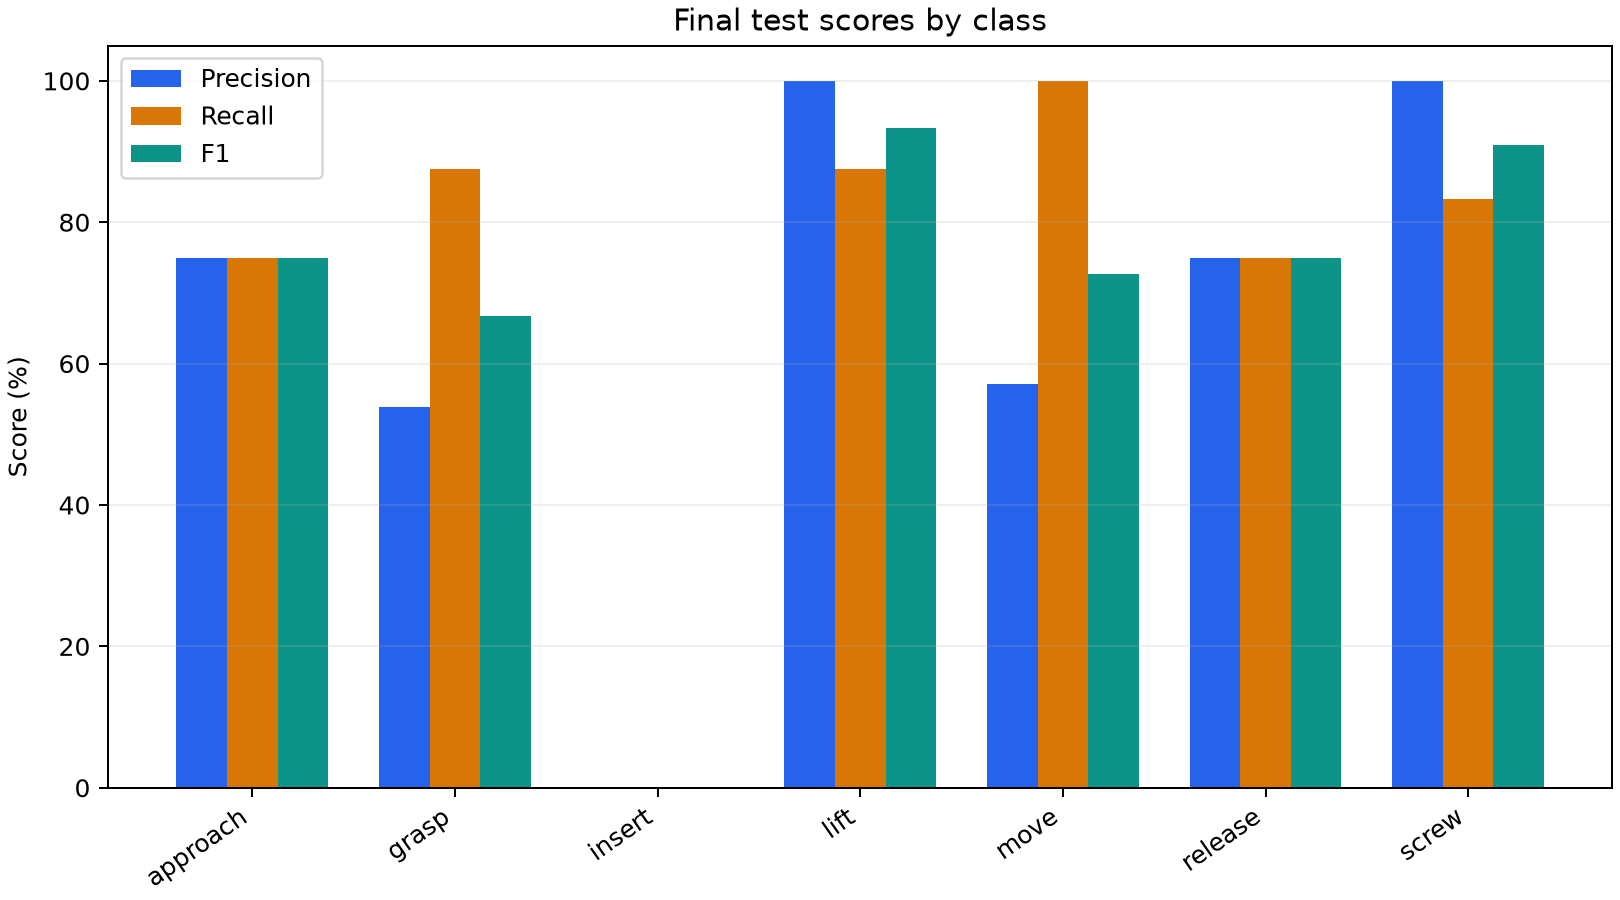 Final test scores by class
Precision
Recall
F1
Score (%)
100
80
60
40
20
0
approach
grasp
insert
lift
move
release
screw